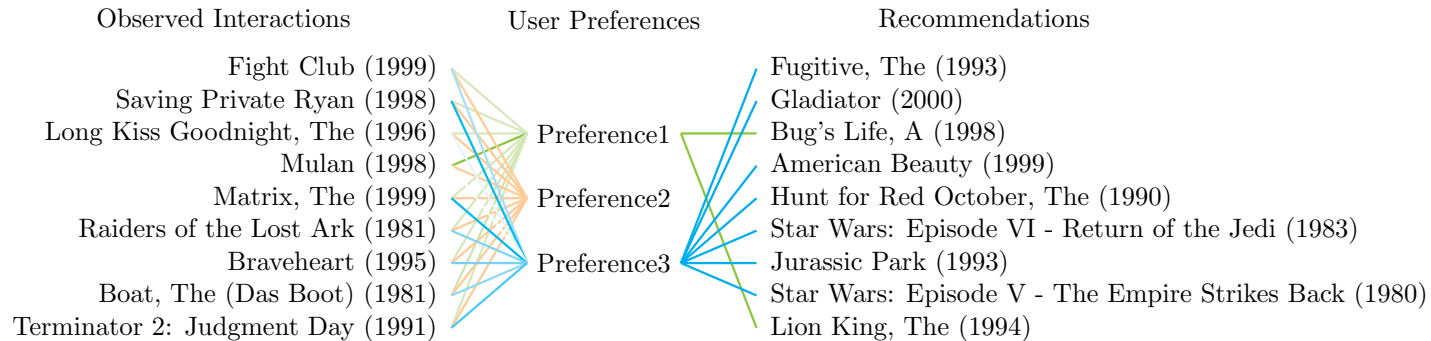 Observed Interactions
User Preferences
Recommendations
Fight Club (1999)
Saving Private Ryan (1998)
Long Kiss Goodnight, The (1996)
Mulan (1998)
Matrix, The (1999)
Raiders of the Lost Ark (1981)
Braveheart (1995)
Boat, The (Das Boot) (1981)
Terminator 2: Judgment Day (1991)
Preference1
Preference2
Preference3
Fugitive, The (1993)
Gladiator (2000)
Bug's Life, A (1998)
American Beauty (1999)
Hunt for Red October, The (1990)
Star Wars: Episode VI - Return of the Jedi (1983)
Jurassic Park (1993)
Star Wars: Episode V - The Empire Strikes Back (1980)
Lion King, The (1994)